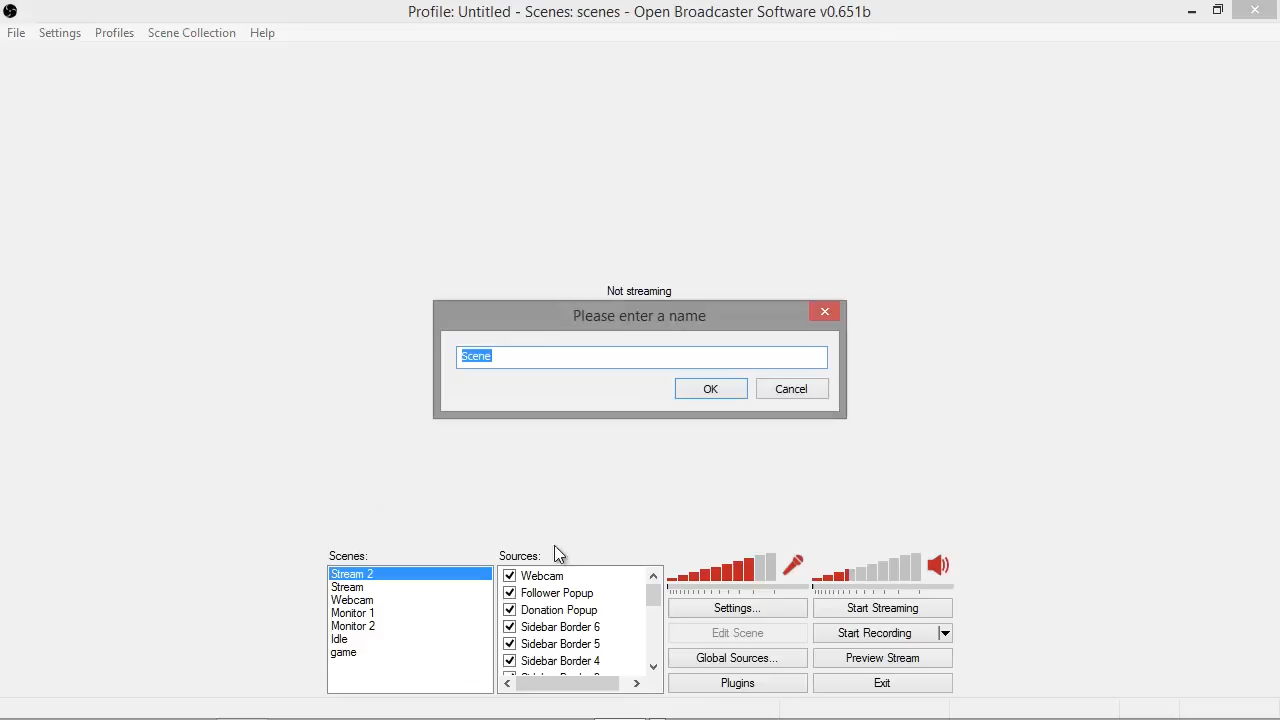 Profile: Untitled - Scenes: scenes - Open Broadcaster Software v0.651b
File Settings Profiles Scene Collection Help
Not streaming
Please enter a name
Scene
OK Cancel
Scenes:
Stream 2
Stream
Webcam
Monitor 1
Monitor 2
Idle
game
Sources:
Webcam
Follower Popup
Donation Popup
Sidebar Border 6
Sidebar Border 5
Sidebar Border 4
Settings... Start Streaming
Edit Scene Start Recording
Global Sources... Preview Stream
Plugins Exit